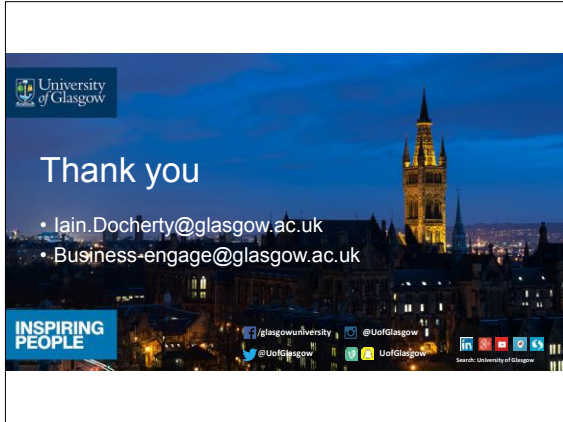 University
of Glasgow
Thank you
• Iain.Docherty@glasgow.ac.uk
• Business-engage@glasgow.ac.uk
INSPIRING
PEOPLE
/glasgowuniversity
@UofGlasgow
@UofGlasgow
UofGlasgow
Search: University of Glasgow